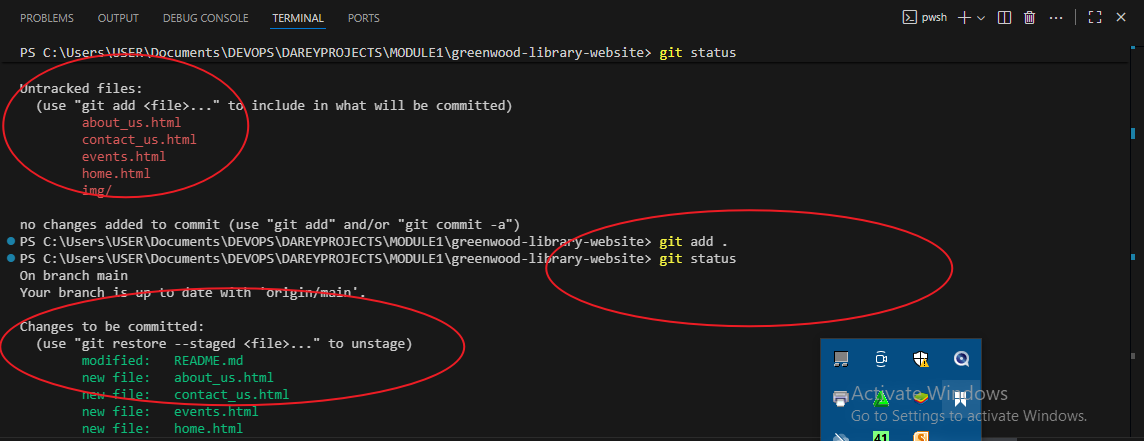 PROBLEMS OUTPUT DEBUG CONSOLE TERMINAL PORTS pwsh
PS C:\Users\USER\Documents\DEVOPS\DAREYPROJECTS\MODULE1\greenwood-library-website> git status
Untracked files:
(use "git add <file>..." to include in what will be committed)
about_us.html
contact_us.html
events.html
home.html
img/
no changes added to commit (use "git add" and/or "git commit -a")
PS C:\Users\USER\Documents\DEVOPS\DAREYPROJECTS\MODULE1\greenwood-library-website> git add .
PS C:\Users\USER\Documents\DEVOPS\DAREYPROJECTS\MODULE1\greenwood-library-website> git status
On branch main
Your branch is up to date with 'origin/main'.
Changes to be committed:
(use "git restore --staged <file>..." to unstage)
modified: README.md
new file: about_us.html
new file: contact_us.html
new file: events.html
new file: home.html
Activate Windows
Go to Settings to activate Windows.
41